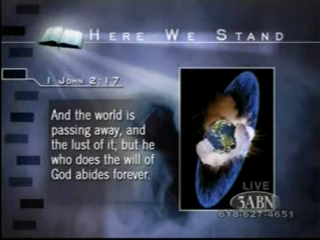 HERE WE STAND
1 JOHN 2:17
And the world is
passing away, and
the lust of it; but he
who does the will of
God abides forever.
LIVE
3ABN
618-627-4651